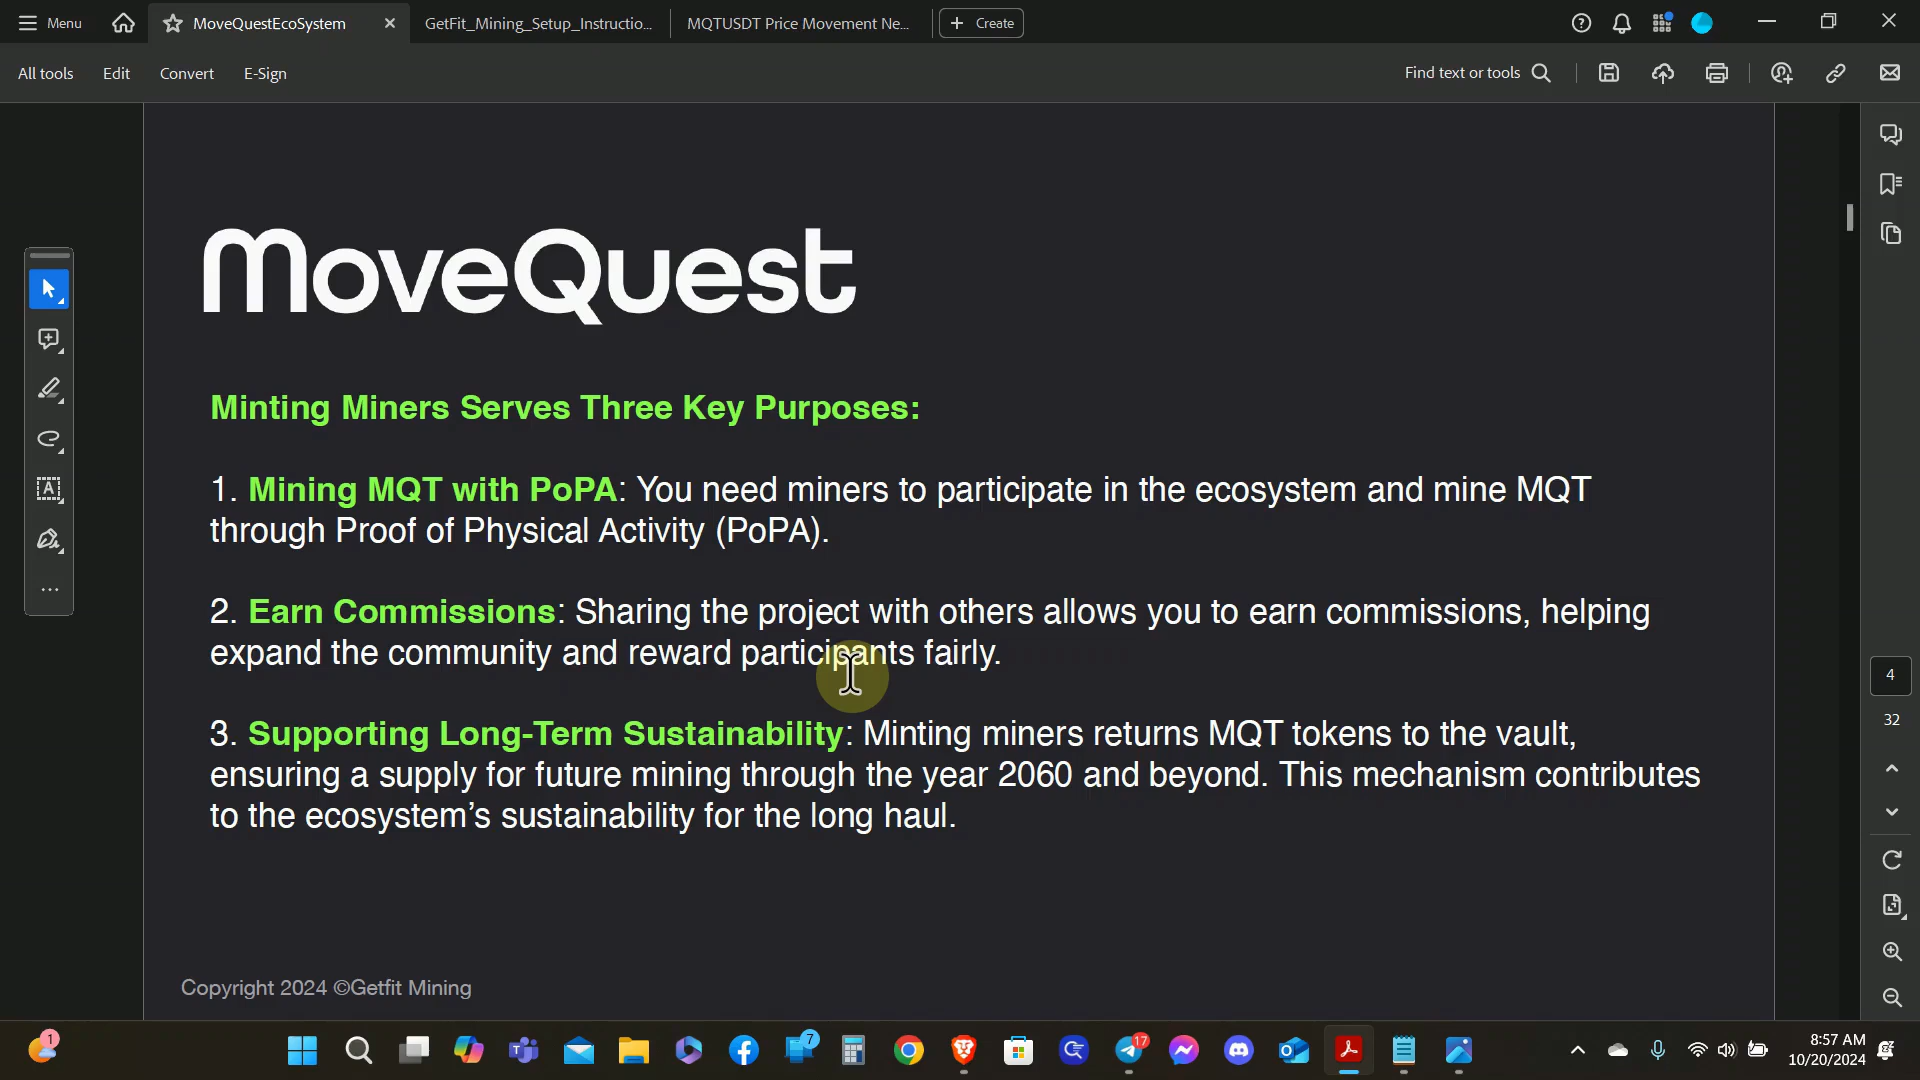 Menu
MoveQuestEcoSystem
GetFit_Mining_Setup_Instructio...
MQTUSDT Price Movement Ne...
Create
All tools
Edit
Convert
E-Sign
Find text or tools
MoveQuest
Minting Miners Serves Three Key Purposes:
1. Mining MQT with PoPA: You need miners to participate in the ecosystem and mine MQT
through Proof of Physical Activity (PoPA).
2. Earn Commissions: Sharing the project with others allows you to earn commissions, helping
expand the community and reward participants fairly.
3. Supporting Long-Term Sustainability: Minting miners returns MQT tokens to the vault,
ensuring a supply for future mining through the year 2060 and beyond. This mechanism contributes
to the ecosystem’s sustainability for the long haul.
Copyright 2024 ©Getfit Mining
4
32
1
7
17
8:57 AM
10/20/2024